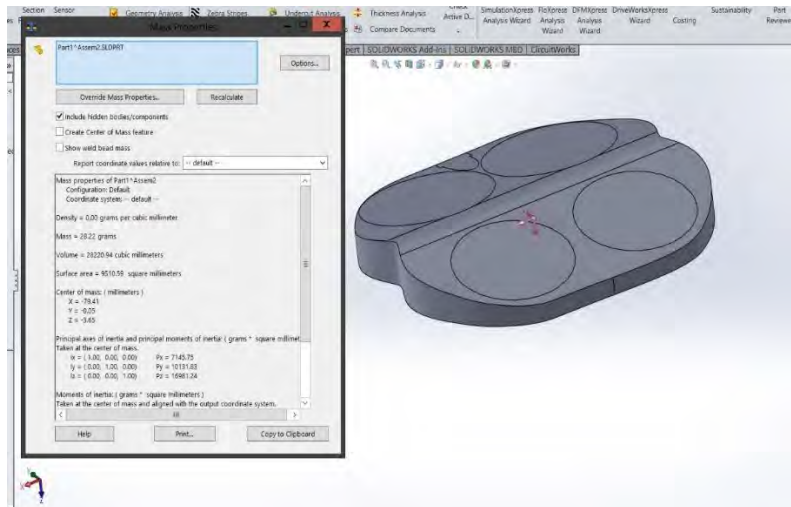 Section Sensor Geometry Analysis Zebra Stripes Undercut Analysis Thickness Analysis Check SimulationXpress FloXpress DFMXpress DriveWorksXpress Sustainability Part
Compare Documents Active D... Analysis Wizard Analysis Analysis Wizard Costing Reviewer
Wizard Wizard
Mass Properties
pert | SOLIDWORKS Add-Ins | SOLIDWORKS MBD | CircuitWorks
Part1^Assem2.SLDPRT
Options...
Override Mass Properties... Recalculate
Include hidden bodies/components
Create Center of Mass feature
Show weld bead mass
Report coordinate values relative to: -- default --
Mass properties of Part1^Assem2
Configuration: Default
Coordinate system: -- default --
Density = 0.00 grams per cubic millimeter
Mass = 28.22 grams
Volume = 28220.94 cubic millimeters
Surface area = 9510.59 square millimeters
Center of mass: ( millimeters )
X = -79.41
Y = -0.05
Z = -3.65
Principal axes of inertia and principal moments of inertia: ( grams * square millimet
Taken at the center of mass.
Ix = ( 1.00, 0.00, 0.00) Px = 7145.75
Iy = ( 0.00, 1.00, 0.00) Py = 10131.83
Iz = ( 0.00, 0.00, 1.00) Pz = 16961.24
Moments of inertia: ( grams * square millimeters )
Taken at the center of mass and aligned with the output coordinate system.
Help Print... Copy to Clipboard